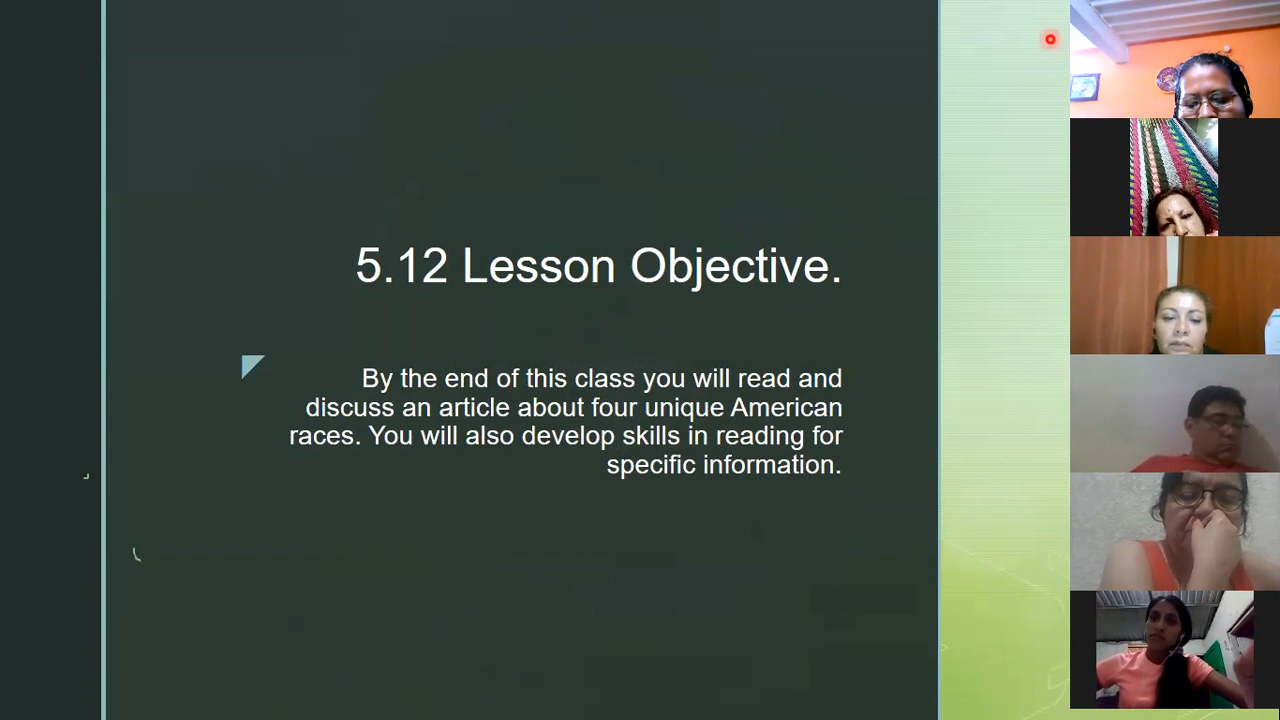 5.12 Lesson Objective.
By the end of this class you will read and
discuss an article about four unique American
races. You will also develop skills in reading for
specific information.